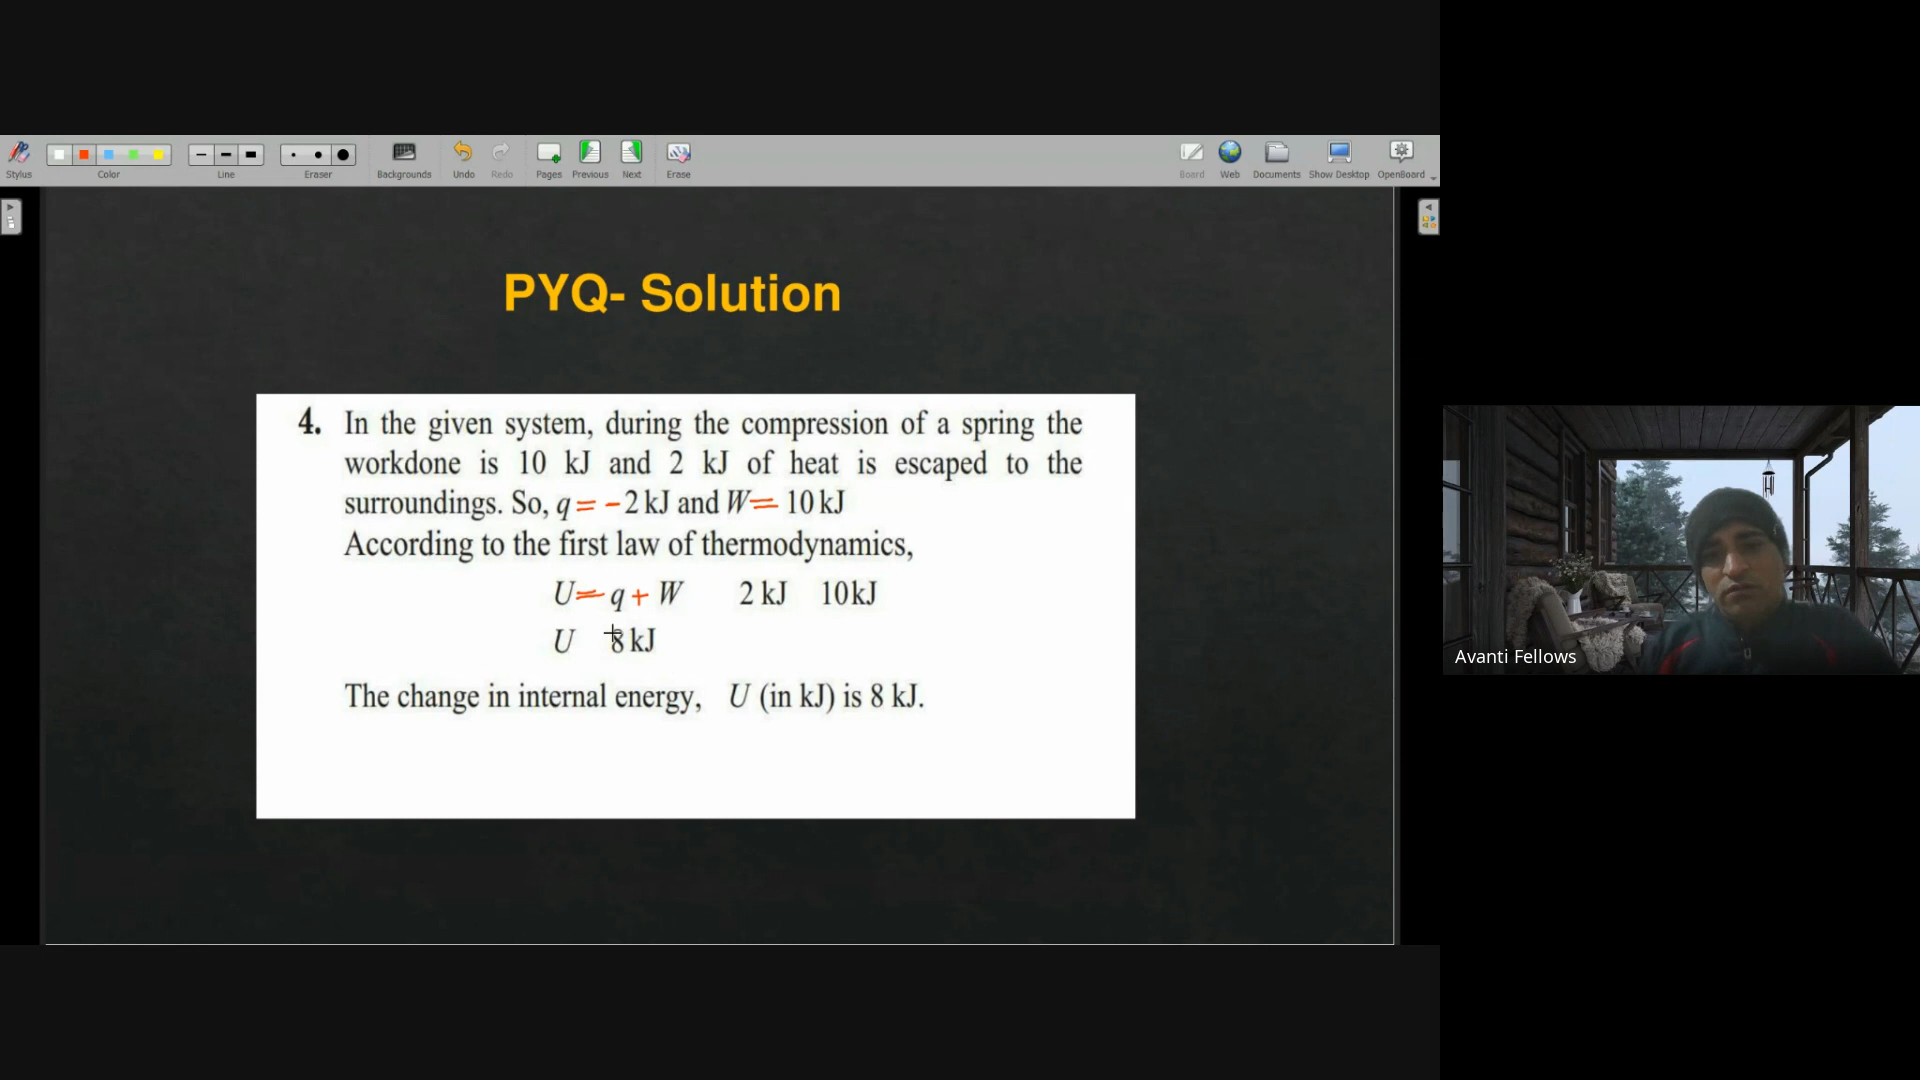 Stylus
Color
Line
Eraser
Backgrounds
Undo
Redo
Pages
Previous
Next
Erase
Board
Web
Documents
Show Desktop
OpenBoard
PYQ- Solution
4. In the given system, during the compression of a spring the
workdone is 10 kJ and 2 kJ of heat is escaped to the
surroundings. So, q = - 2 kJ and W = 10 kJ
According to the first law of thermodynamics,
U = q + W 2 kJ 10 kJ
U 8 kJ
The change in internal energy, U (in kJ) is 8 kJ.
Avanti Fellows